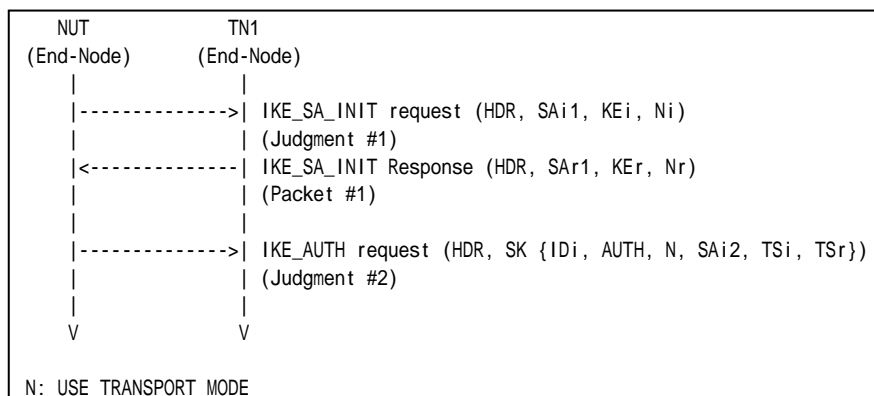 NUT TN1
(End-Node) (End-Node)
| |
|-------------->| IKE_SA_INIT request (HDR, SAi1, KEi, Ni)
| | (Judgment #1)
|<--------------| IKE_SA_INIT Response (HDR, SAr1, KEr, Nr)
| | (Packet #1)
| |
|-------------->| IKE_AUTH request (HDR, SK {IDi, AUTH, N, SAi2, TSi, TSr})
| | (Judgment #2)
| |
V V
N: USE TRANSPORT MODE